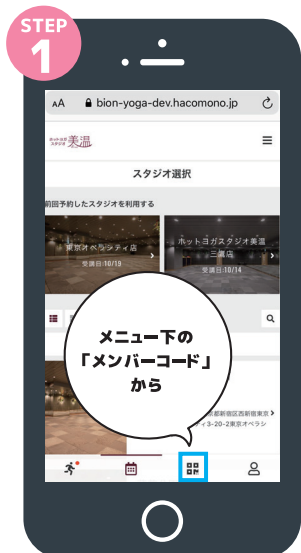 STEP
1
AA bion-yoga-dev.hacomono.jp
ホットヨガ
スタジオ 美温
スタジオ選択
前回予約したスタジオを利用する
東京オペラシティ店
受講日:10/19
ホットヨガスタジオ美温
三鷹店
受講日:10/14
メニュー下の
「メンバーコード」
から
京都新宿区西新宿東京
ティ3-20-2東京オペラシ